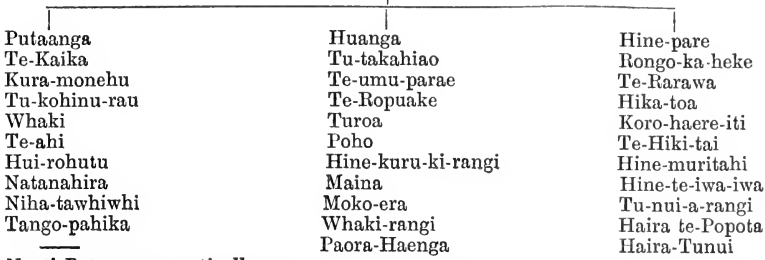 Putaanga
Te-Kaika
Kura-monehu
Tu-kohinu-rau
Whaki
Te-ahi
Hui-rohutu
Natanahira
Niha-tawhiwhi
Tango-pahika
Huanga
Tu-takahiao
Te-umu-parae
Te-Ropuake
Turoa
Poho
Hine-kuru-ki-rangi
Maina
Moko-era
Whaki-rangi
Paora-Haenga
Hine-pare
Rongo-ka-heke
Te-Rarawa
Hika-toa
Koro-haere-iti
Te-Hiki-tai
Hine-muritahi
Hine-te-iwa-iwa
Tu-nui-a-rangi
Haira te-Popota
Haira-Tunui